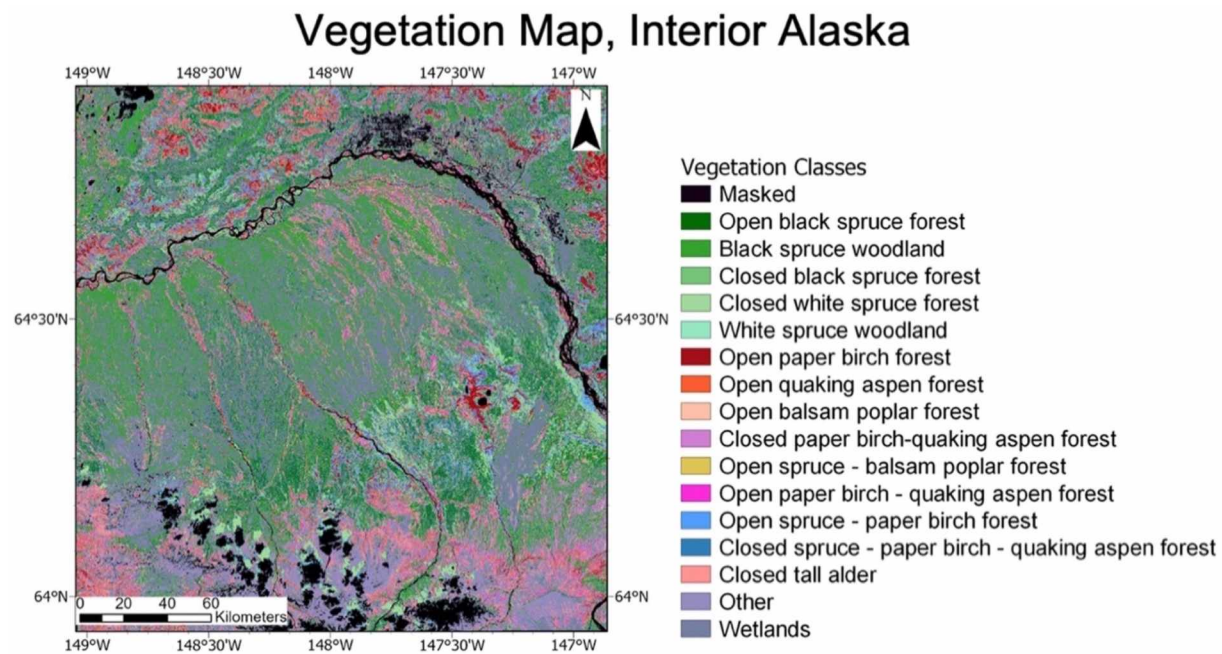 Vegetation Map, Interior Alaska
149°W 148°30'W 148°W 147°30'W 147°W
N
64°30'N 64°30'N
64°N 64°N
0 20 40 60
Kilometers
149°W 148°30'W 148°W 147°30'W 147°W
Vegetation Classes
Masked
Open black spruce forest
Black spruce woodland
Closed black spruce forest
Closed white spruce forest
White spruce woodland
Open paper birch forest
Open quaking aspen forest
Open balsam poplar forest
Closed paper birch-quaking aspen forest
Open spruce - balsam poplar forest
Open paper birch - quaking aspen forest
Open spruce - paper birch forest
Closed spruce - paper birch - quaking aspen forest
Closed tall alder
Other
Wetlands